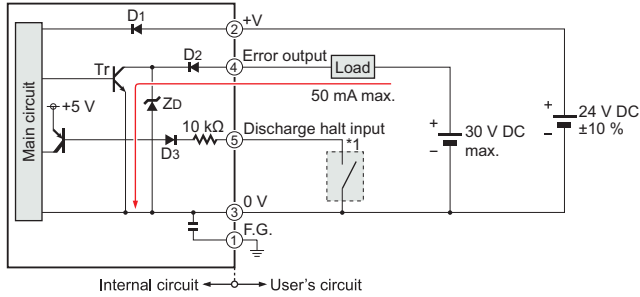 D1
2
+V
Main circuit
Tr
D2
4
Error output
Load
50 mA max.
+5 V
ZD
10 kΩ
D3
5
Discharge halt input
*1
+
−
30 V DC
max.
+
−
24 V DC
±10 %
3
0 V
1
F.G.
Internal circuit
User's circuit